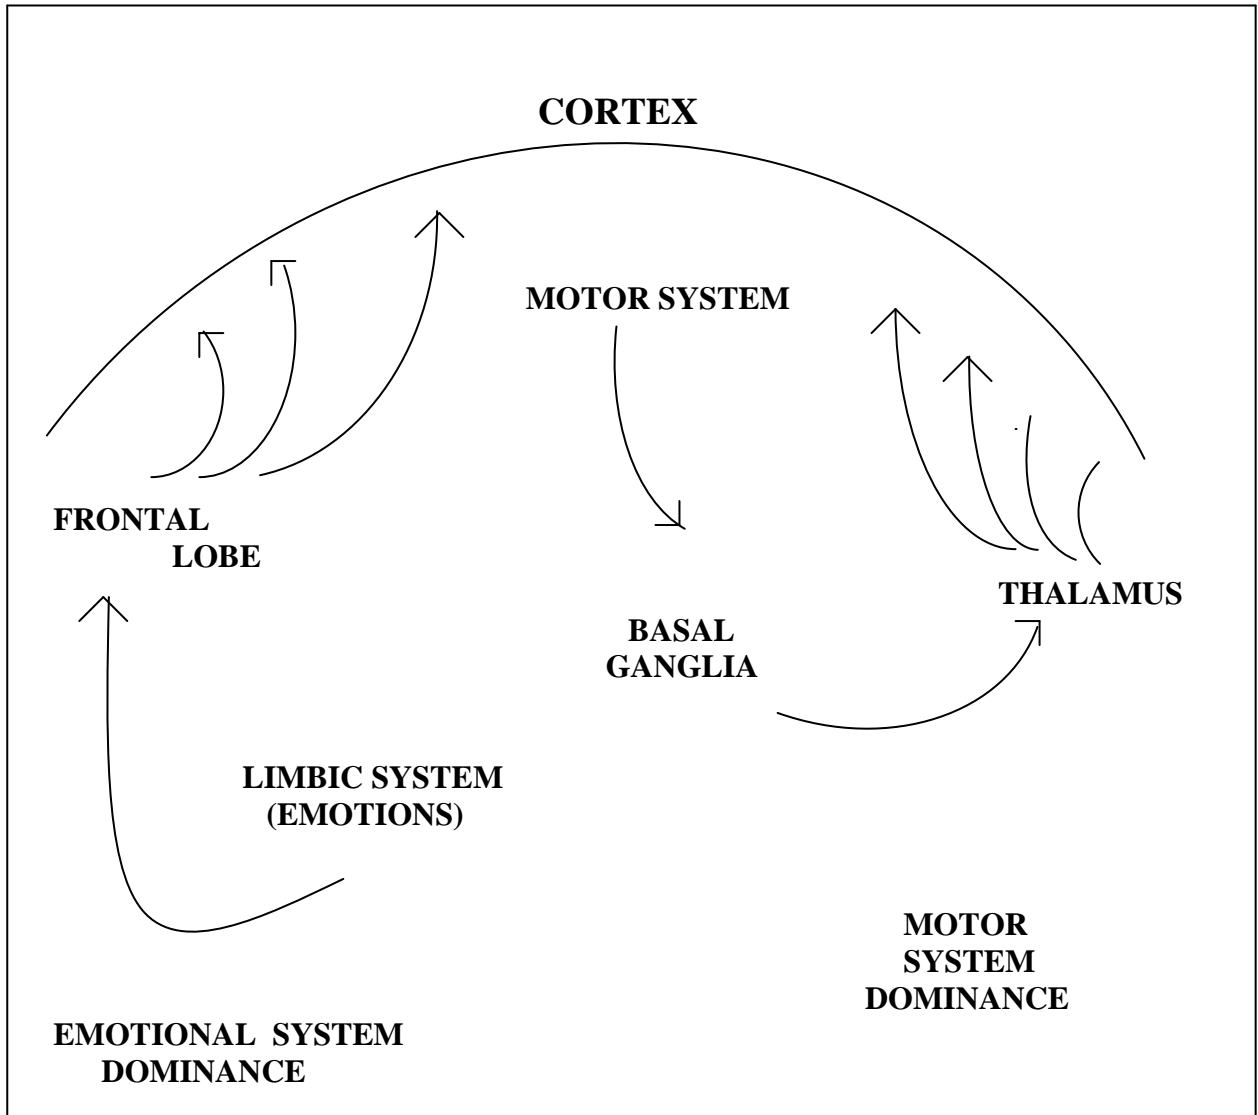 CORTEX
MOTOR SYSTEM
FRONTAL
LOBE
THALAMUS
BASAL
GANGLIA
LIMBIC SYSTEM
(EMOTIONS)
MOTOR
SYSTEM
DOMINANCE
EMOTIONAL SYSTEM
DOMINANCE